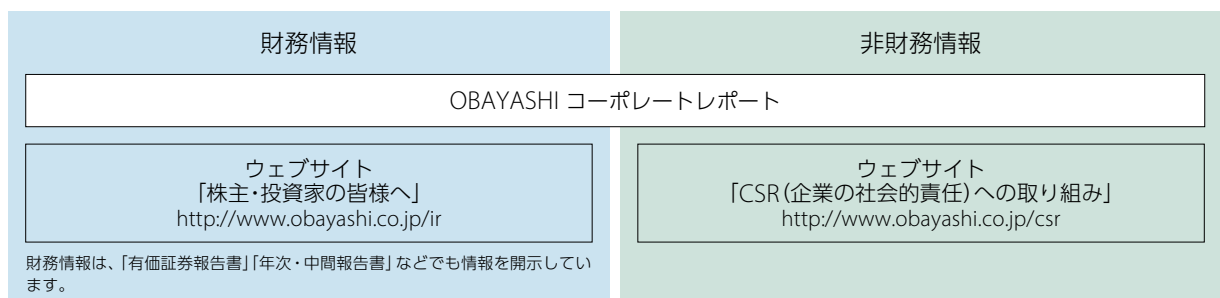 財務情報
非財務情報
OBAYASHI コーポレートレポート
ウェブサイト
「株主・投資家の皆様へ」
http://www.obayashi.co.jp/ir
ウェブサイト
「CSR(企業の社会的責任)への取り組み」
http://www.obayashi.co.jp/csr
財務情報は、「有価証券報告書」「年次・中間報告書」などでも情報を開示してい
ます。